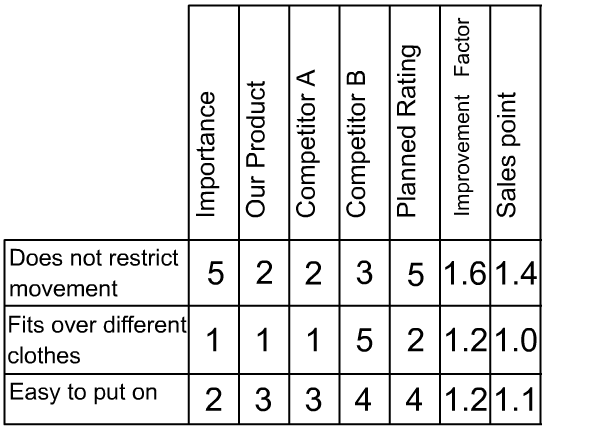 Importance
Our Product
Competitor A
Competitor B
Planned Rating
Improvement Factor
Sales point
Does not restrict
movement
5 2 2 3 5 1.6 1.4
Fits over different
clothes
1 1 1 5 2 1.2 1.0
Easy to put on
2 3 3 4 4 1.2 1.1